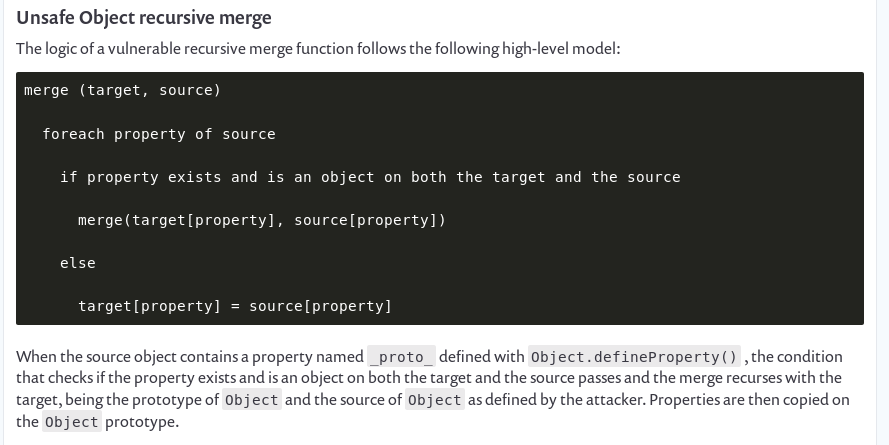 Unsafe Object recursive merge
The logic of a vulnerable recursive merge function follows the following high-level model:
merge (target, source)
foreach property of source
if property exists and is an object on both the target and the source
merge(target[property], source[property])
else
target[property] = source[property]
When the source object contains a property named _proto_ defined with Object.defineProperty() , the condition
that checks if the property exists and is an object on both the target and the source passes and the merge recurses with the
target, being the prototype of Object and the source of Object as defined by the attacker. Properties are then copied on
the Object prototype.